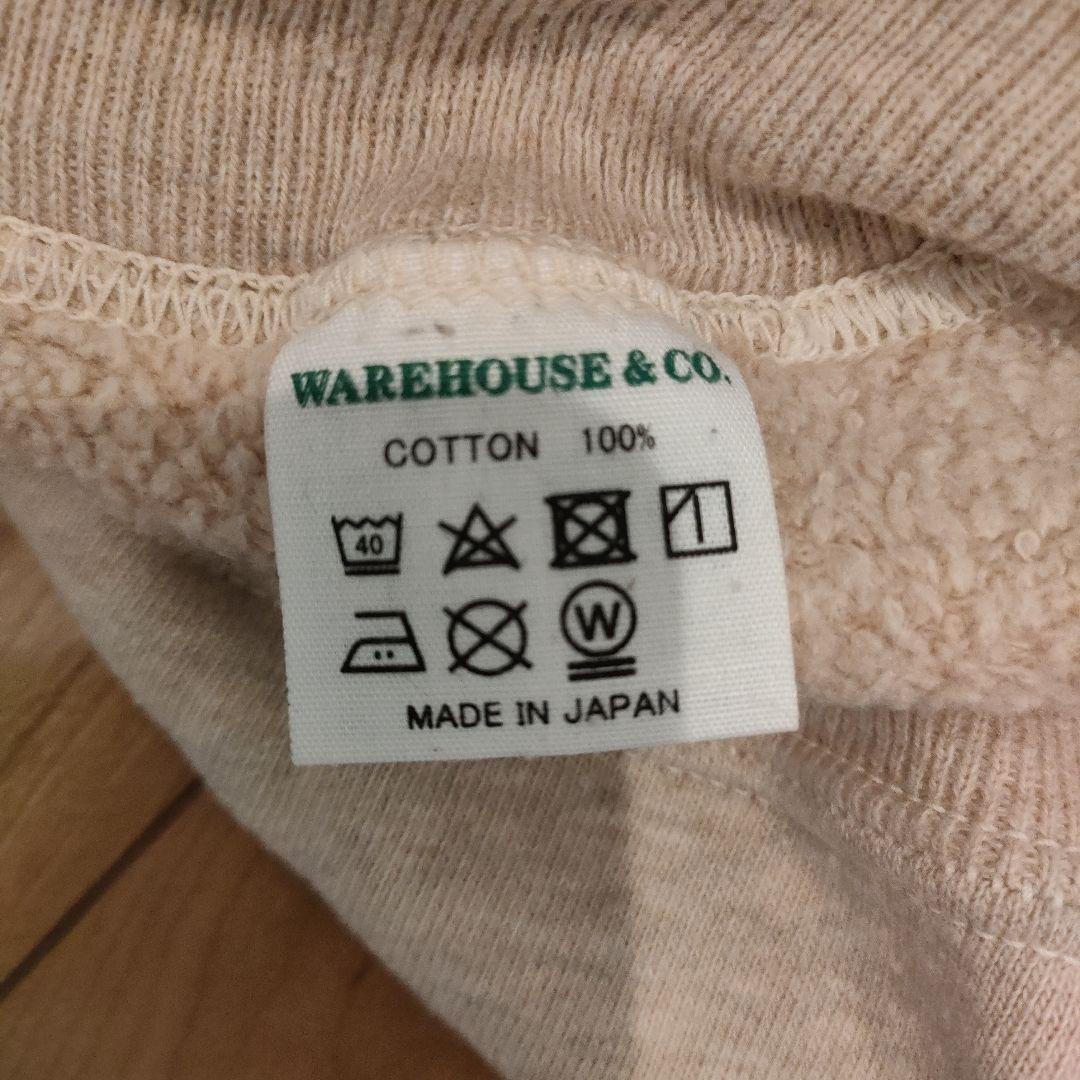 WAREHOUSE & CO.
COTTON 100%
40
W
MADE IN JAPAN